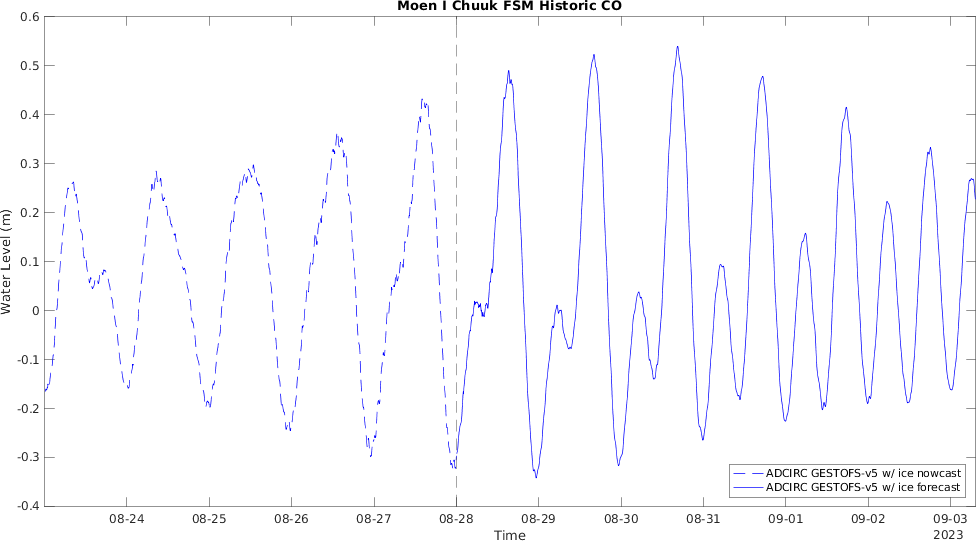 Moen I Chuuk FSM Historic CO
0.6
0.5
0.4
0.3
0.2
0.1
0
-0.1
-0.2
-0.3
-0.4
Water Level (m)
ADCIRC GESTOFS-v5 w/ ice nowcast
ADCIRC GESTOFS-v5 w/ ice forecast
08-24 08-25 08-26 08-27 08-28 08-29 08-30 08-31 09-01 09-02 09-03
2023
Time